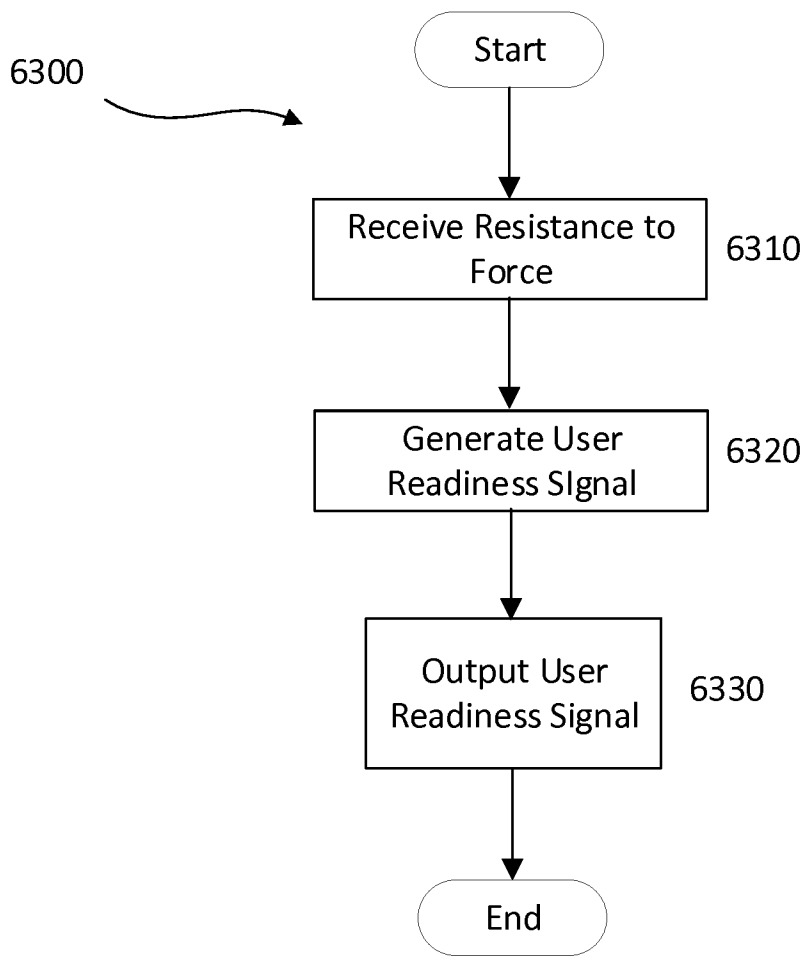 Start
6300
Receive Resistance to
Force
6310
Generate User
Readiness SIgnal
6320
Output User
Readiness Signal
6330
End